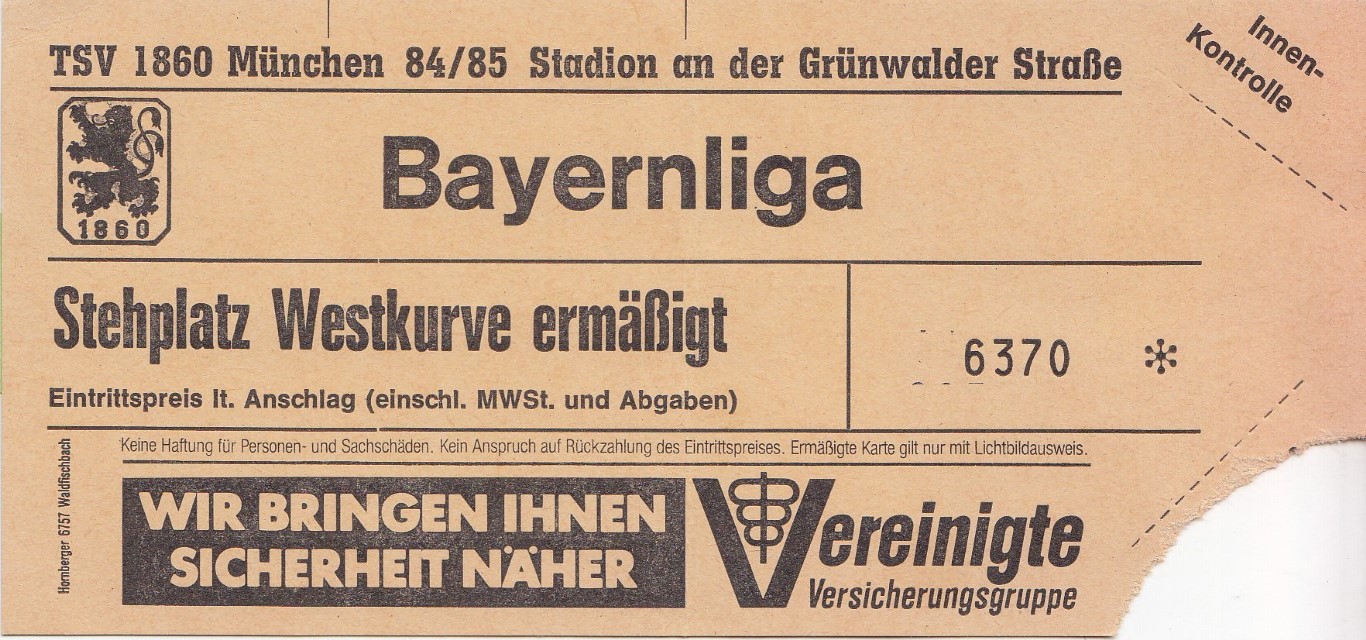 TSV 1860 München 84/85 Stadion an der Grünwalder Straße
Innen-
Kontrolle
1860
Bayernliga
Stehplatz Westkurve ermäßigt
6370 *
Eintrittspreis lt. Anschlag (einschl. MWSt. und Abgaben)
Keine Haftung für Personen- und Sachschäden. Kein Anspruch auf Rückzahlung des Eintrittspreises. Ermäßigte Karte gilt nur mit Lichtbildausweis.
Homberger 6757 Waldfischbach
WIR BRINGEN IHNEN
SICHERHEIT NÄHER
Vereinigte
Versicherungsgruppe